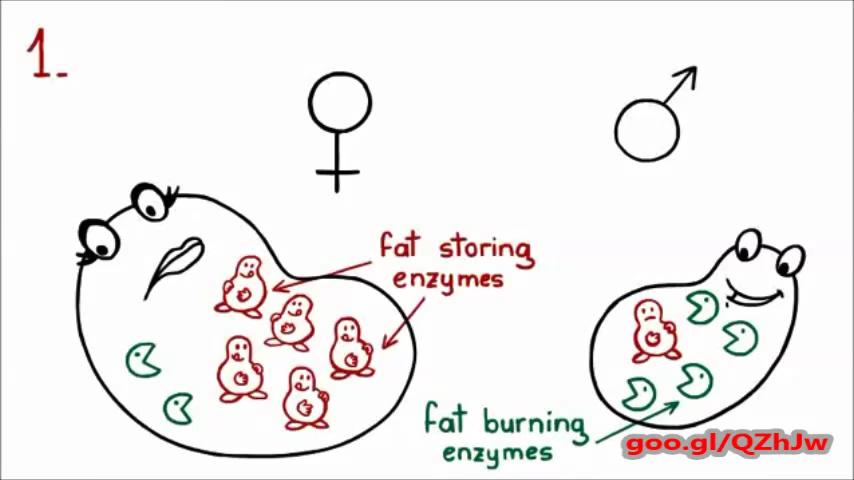 1.
fat storing
enzymes
fat burning
enzymes
goo.gl/QZhJw